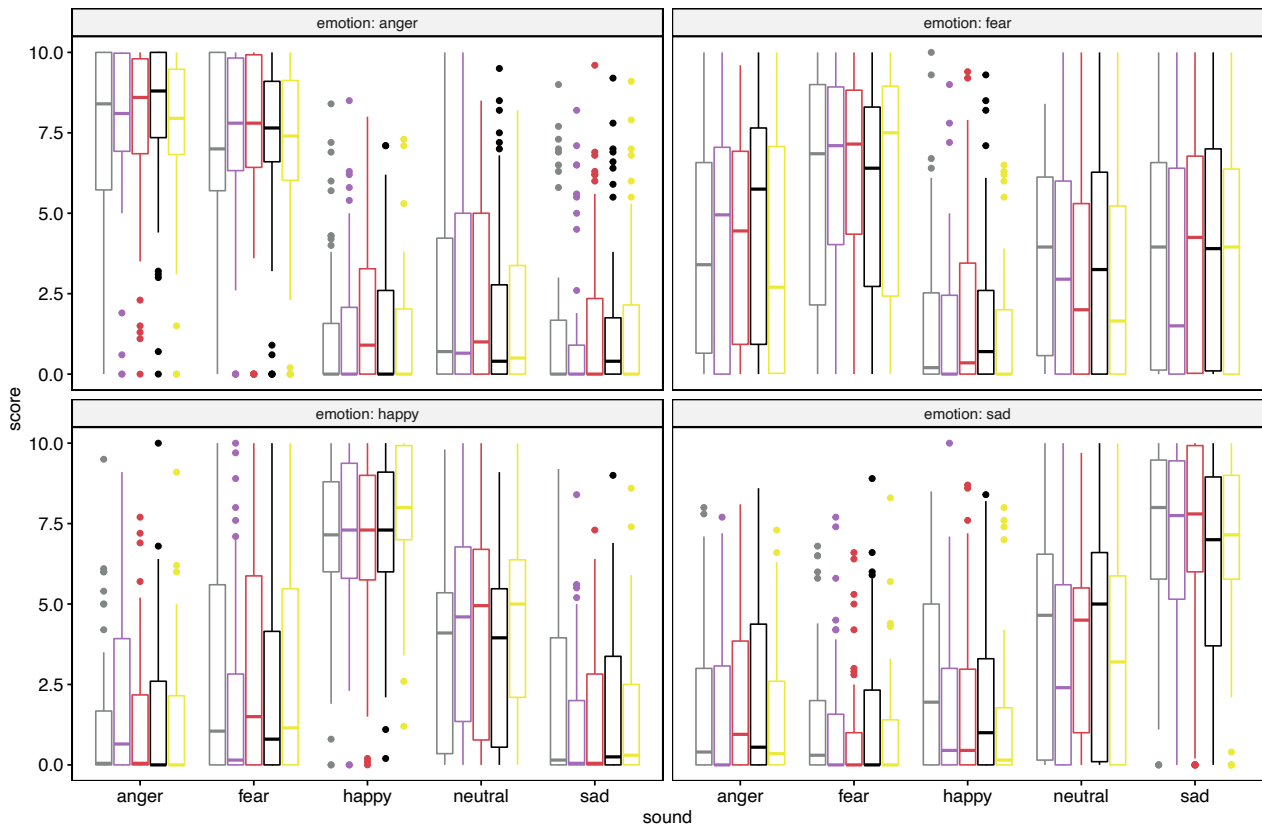 emotion: anger
emotion: fear
10.0
7.5
5.0
2.5
0.0
score
emotion: happy
emotion: sad
10.0
7.5
5.0
2.5
0.0
anger fear happy neutral sad
anger fear happy neutral sad
sound